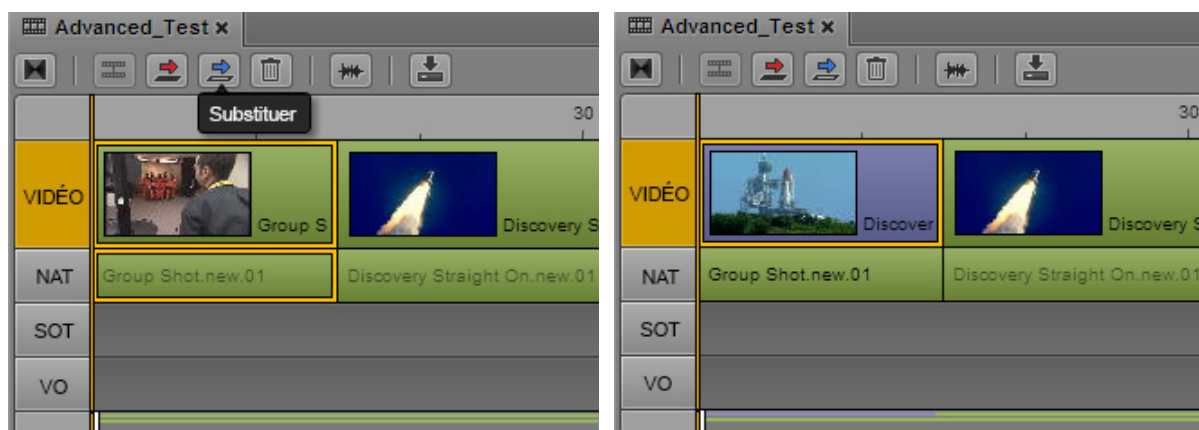 Advanced_Test
Substituer
30
VIDÉO
Group S
Discovery S
NAT
Group Shot.new.01
Discovery Straight On.new.01
SOT
VO
Advanced_Test
30
VIDÉO
Discover
Discovery S
NAT
Group Shot.new.01
Discovery Straight On.new.01
SOT
VO